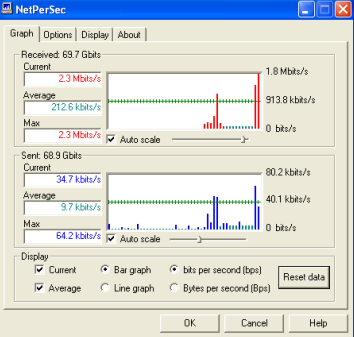 NetPerSec
Graph Options Display About
Received: 69.7 Gbits
Current
2.3 Mbits/s
Average
212.6 kbits/s
Max
2.3 Mbits/s
1.8 Mbits/s
913.8 kbits/s
0 bits/s
Auto scale
Sent: 68.9 Gbits
Current
34.7 kbits/s
Average
9.7 kbits/s
Max
64.2 kbits/s
80.2 kbits/s
40.1 kbits/s
0 bits/s
Auto scale
Display
Current Bar graph bits per second (bps)
Average Line graph Bytes per second (Bps)
Reset data
OK Cancel Help